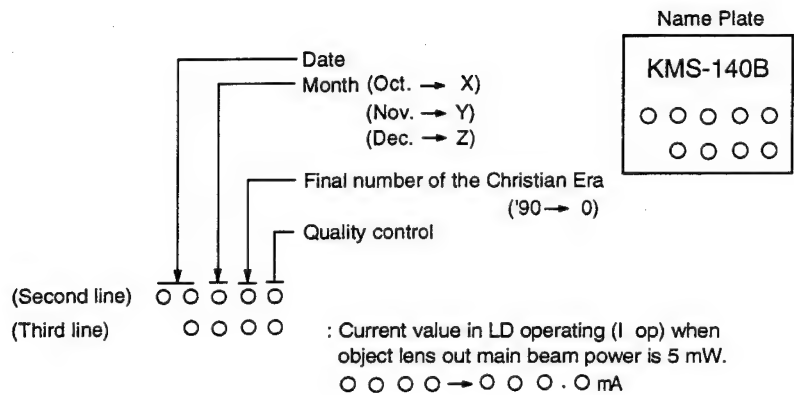 Name Plate
KMS-140B
○ ○ ○ ○ ○
○ ○ ○ ○
Date
Month (Oct. → X)
(Nov. → Y)
(Dec. → Z)
Final number of the Christian Era
('90 → 0)
Quality control
(Second line) ○ ○ ○ ○ ○
(Third line) ○ ○ ○ ○ : Current value in LD operating (I op) when
object lens out main beam power is 5 mW.
○ ○ ○ ○ → ○ ○ ○ . ○ mA